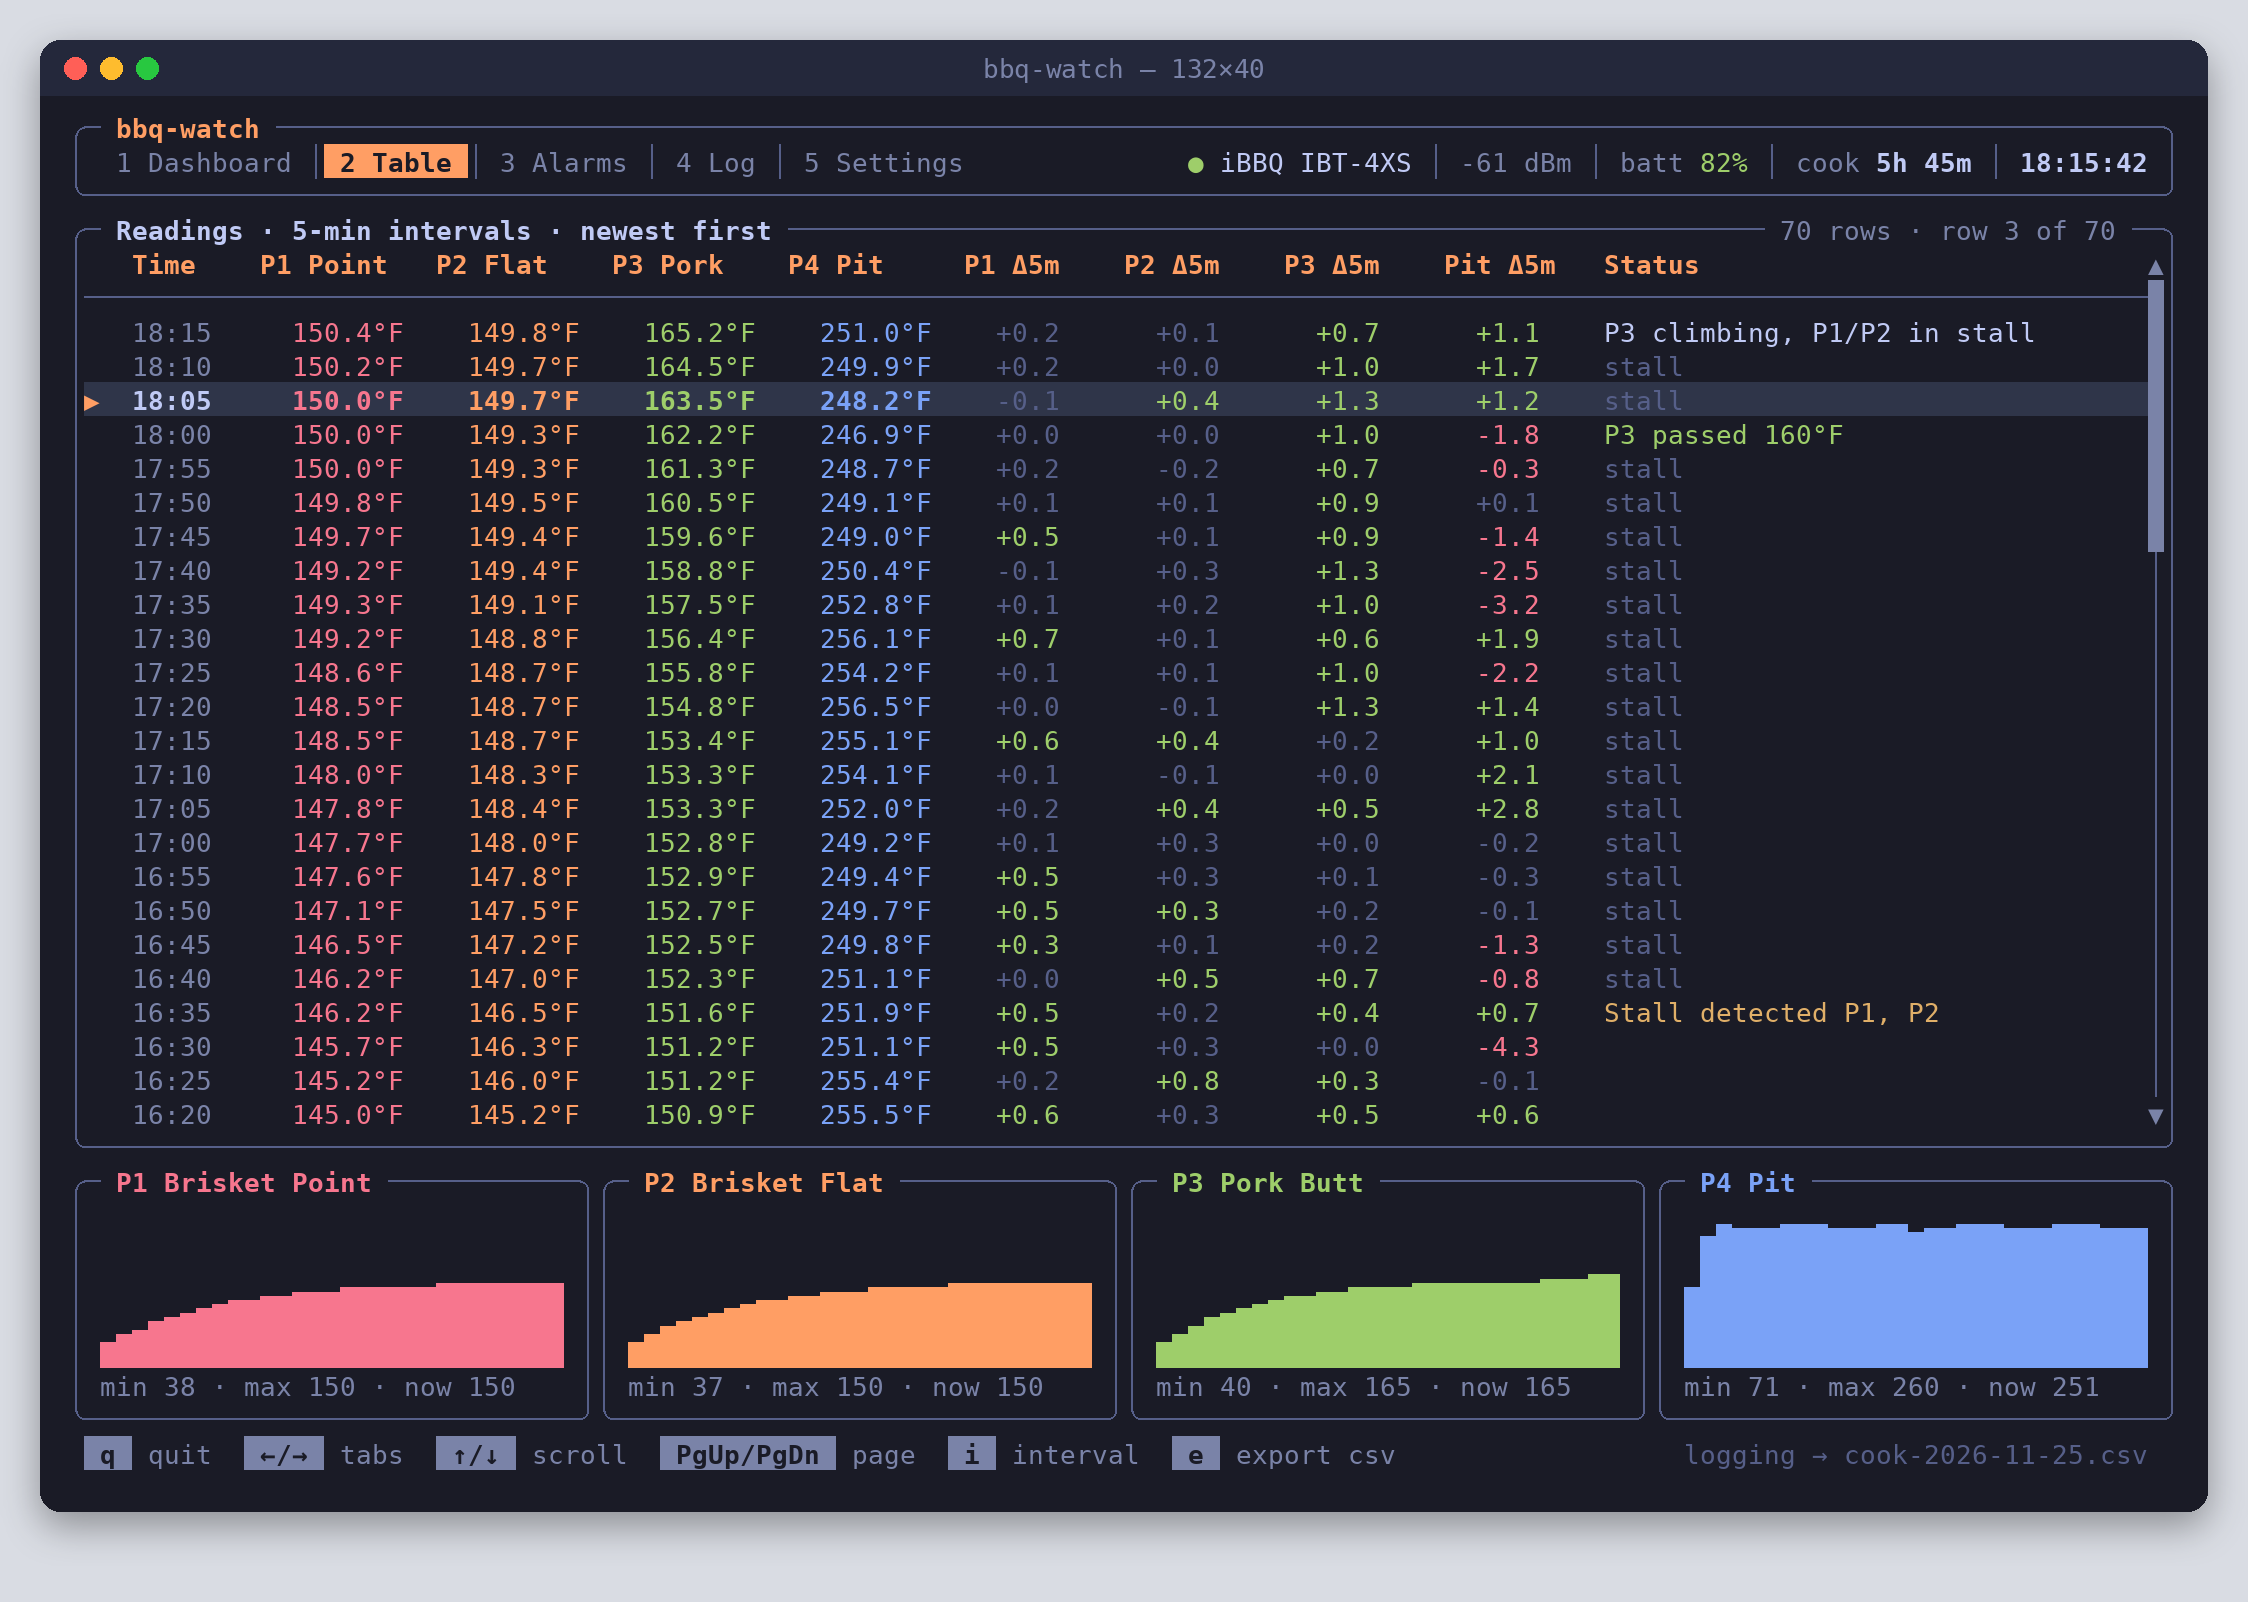 bbq-watch — 132×40
bbq-watch
1 Dashboard │ 2 Table │ 3 Alarms │ 4 Log │ 5 Settings ● iBBQ IBT-4XS │ -61 dBm │ batt 82% │ cook 5h 45m │ 18:15:42
Readings · 5-min intervals · newest first 70 rows · row 3 of 70
Time P1 Point P2 Flat P3 Pork P4 Pit P1 Δ5m P2 Δ5m P3 Δ5m Pit Δ5m Status ▲
18:15 150.4°F 149.8°F 165.2°F 251.0°F +0.2 +0.1 +0.7 +1.1 P3 climbing, P1/P2 in stall
18:10 150.2°F 149.7°F 164.5°F 249.9°F +0.2 +0.0 +1.0 +1.7 stall
▶ 18:05 150.0°F 149.7°F 163.5°F 248.2°F -0.1 +0.4 +1.3 +1.2 stall
18:00 150.0°F 149.3°F 162.2°F 246.9°F +0.0 +0.0 +1.0 -1.8 P3 passed 160°F
17:55 150.0°F 149.3°F 161.3°F 248.7°F +0.2 -0.2 +0.7 -0.3 stall
17:50 149.8°F 149.5°F 160.5°F 249.1°F +0.1 +0.1 +0.9 +0.1 stall
17:45 149.7°F 149.4°F 159.6°F 249.0°F +0.5 +0.1 +0.9 -1.4 stall
17:40 149.2°F 149.4°F 158.8°F 250.4°F -0.1 +0.3 +1.3 -2.5 stall
17:35 149.3°F 149.1°F 157.5°F 252.8°F +0.1 +0.2 +1.0 -3.2 stall
17:30 149.2°F 148.8°F 156.4°F 256.1°F +0.7 +0.1 +0.6 +1.9 stall
17:25 148.6°F 148.7°F 155.8°F 254.2°F +0.1 +0.1 +1.0 -2.2 stall
17:20 148.5°F 148.7°F 154.8°F 256.5°F +0.0 -0.1 +1.3 +1.4 stall
17:15 148.5°F 148.7°F 153.4°F 255.1°F +0.6 +0.4 +0.2 +1.0 stall
17:10 148.0°F 148.3°F 153.3°F 254.1°F +0.1 -0.1 +0.0 +2.1 stall
17:05 147.8°F 148.4°F 153.3°F 252.0°F +0.2 +0.4 +0.5 +2.8 stall
17:00 147.7°F 148.0°F 152.8°F 249.2°F +0.1 +0.3 +0.0 -0.2 stall
16:55 147.6°F 147.8°F 152.9°F 249.4°F +0.5 +0.3 +0.1 -0.3 stall
16:50 147.1°F 147.5°F 152.7°F 249.7°F +0.5 +0.3 +0.2 -0.1 stall
16:45 146.5°F 147.2°F 152.5°F 249.8°F +0.3 +0.1 +0.2 -1.3 stall
16:40 146.2°F 147.0°F 152.3°F 251.1°F +0.0 +0.5 +0.7 -0.8 stall
16:35 146.2°F 146.5°F 151.6°F 251.9°F +0.5 +0.2 +0.4 +0.7 Stall detected P1, P2
16:30 145.7°F 146.3°F 151.2°F 251.1°F +0.5 +0.3 +0.0 -4.3
16:25 145.2°F 146.0°F 151.2°F 255.4°F +0.2 +0.8 +0.3 -0.1
16:20 145.0°F 145.2°F 150.9°F 255.5°F +0.6 +0.3 +0.5 +0.6 ▼
P1 Brisket Point P2 Brisket Flat P3 Pork Butt P4 Pit
min 38 · max 150 · now 150 min 37 · max 150 · now 150 min 40 · max 165 · now 165 min 71 · max 260 · now 251
q quit ←/→ tabs ↑/↓ scroll PgUp/PgDn page i interval e export csv logging → cook-2026-11-25.csv